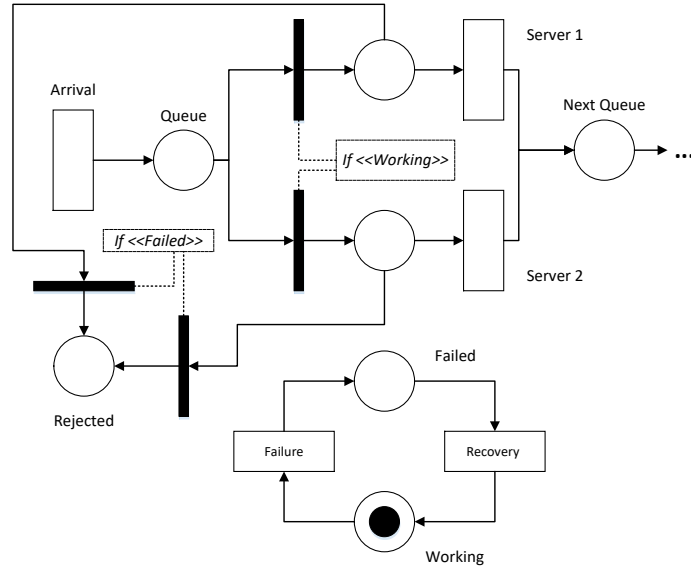 Server 1
Arrival
Queue
Next Queue
If <<Working>>
...
If <<Failed>>
Server 2
Failed
Rejected
Failure
Recovery
Working